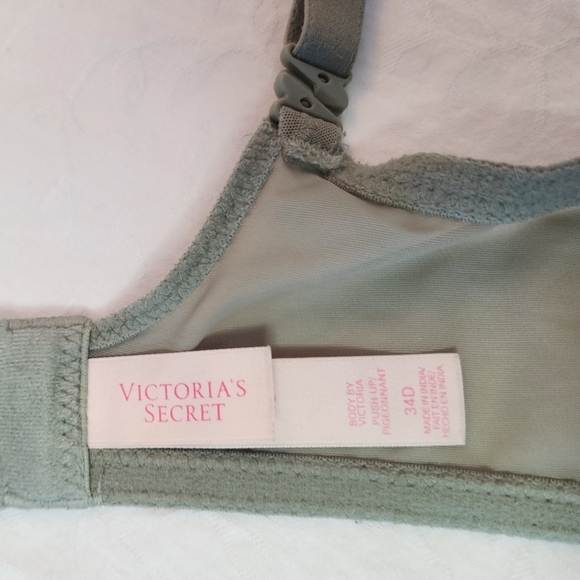 VICTORIA'S
SECRET
BODY BY
VICTORIA
PUSH UP/
PIGEONNANT
34D
MADE IN INDIA/
FAIT EN INDE/
HECHO EN INDIA